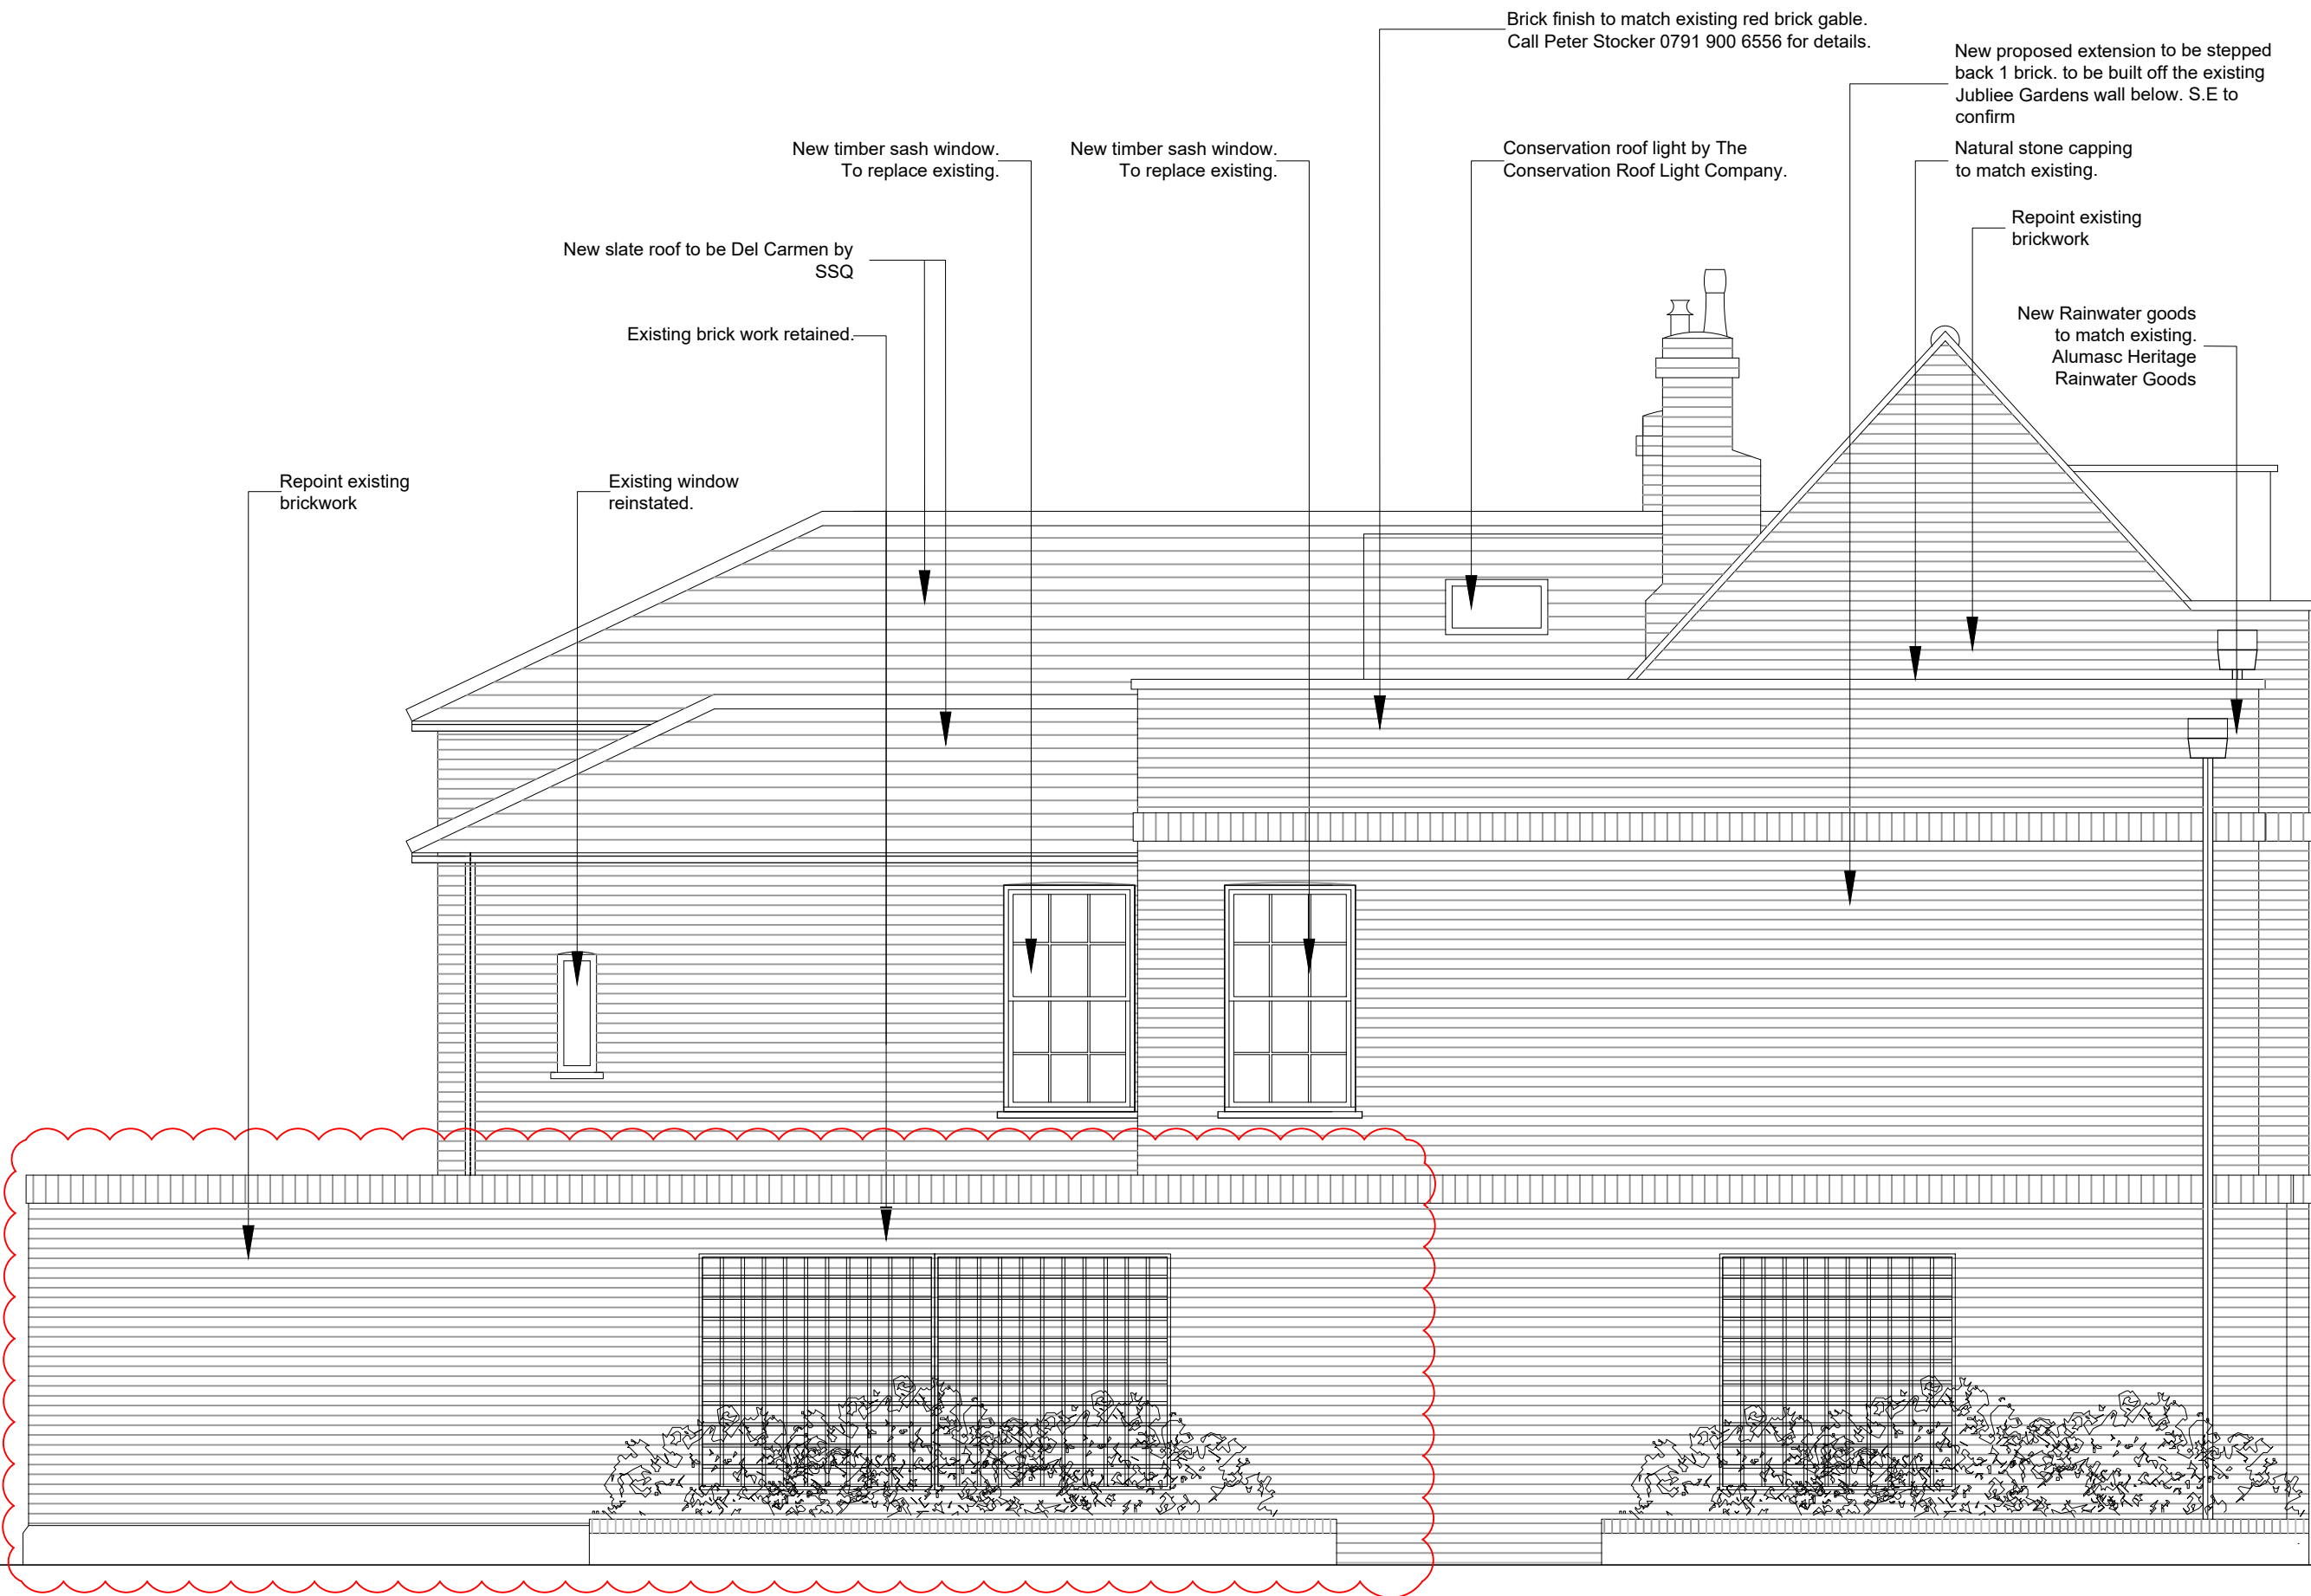 Brick finish to match existing red brick gable.
Call Peter Stocker 0791 900 6556 for details.
New proposed extension to be stepped
back 1 brick. to be built off the existing
Jubliee Gardens wall below. S.E to
confirm
New timber sash window.
To replace existing.
New timber sash window.
To replace existing.
Conservation roof light by The
Conservation Roof Light Company.
Natural stone capping
to match existing.
Repoint existing
brickwork
New slate roof to be Del Carmen by
SSQ
Existing brick work retained.
New Rainwater goods
to match existing.
Alumasc Heritage
Rainwater Goods
Repoint existing
brickwork
Existing window
reinstated.